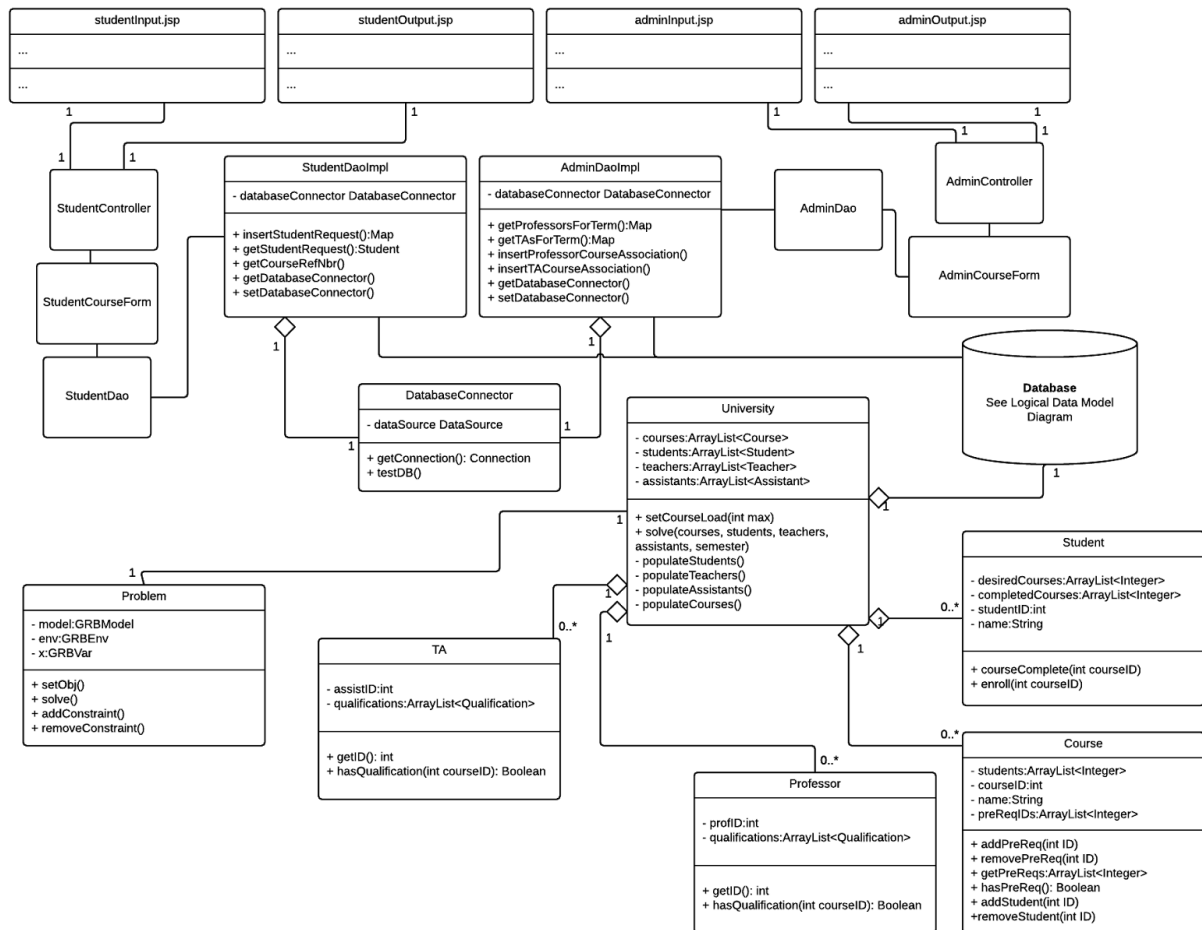 studentInput.jsp
...
...
studentOutput.jsp
...
...
adminInput.jsp
...
...
adminOutput.jsp
...
...
1
1
1
1
1
1
1
1
StudentController
StudentCourseForm
StudentDao
StudentDaoImpl
- databaseConnector DatabaseConnector
+ insertStudentRequest():Map
+ getStudentRequest():Student
+ getCourseRefNbr()
+ getDatabaseConnector()
+ setDatabaseConnector()
AdminDaoImpl
- databaseConnector DatabaseConnector
+ getProfessorsForTerm():Map
+ getTAsForTerm():Map
+ insertProfessorCourseAssociation()
+ insertTACourseAssociation()
+ getDatabaseConnector()
+ setDatabaseConnector()
AdminDao
AdminController
AdminCourseForm
1
1
1
1
DatabaseConnector
- dataSource DataSource
+ getConnection(): Connection
+ testDB()
Database
See Logical Data Model
Diagram
1
1
University
- courses:ArrayList<Course>
- students:ArrayList<Student>
- teachers:ArrayList<Teacher>
- assistants:ArrayList<Assistant>
+ setCourseLoad(int max)
+ solve(courses, students, teachers,
assistants, semester)
- populateStudents()
- populateTeachers()
- populateAssistants()
- populateCourses()
1
1
Problem
- model:GRBModel
- env:GRBEnv
- x:GRBVar
+ setObj()
+ solve()
+ addConstraint()
+ removeConstraint()
1
0..*
TA
- assistID:int
- qualifications:ArrayList<Qualification>
+ getID(): int
+ hasQualification(int courseID): Boolean
1
0..*
Professor
- profID:int
- qualifications:ArrayList<Qualification>
+ getID(): int
+ hasQualification(int courseID): Boolean
1
0..*
Student
- desiredCourses:ArrayList<Integer>
- completedCourses:ArrayList<Integer>
- studentID:int
- name:String
+ courseComplete(int courseID)
+ enroll(int courseID)
1
0..*
Course
- students:ArrayList<Integer>
- courseID:int
- name:String
- preReqIDs:ArrayList<Integer>
+ addPreReq(int ID)
+ removePreReq(int ID)
+ getPreReqs:ArrayList<Integer>
+ hasPreReq(): Boolean
+ addStudent(int ID)
+removeStudent(int ID)